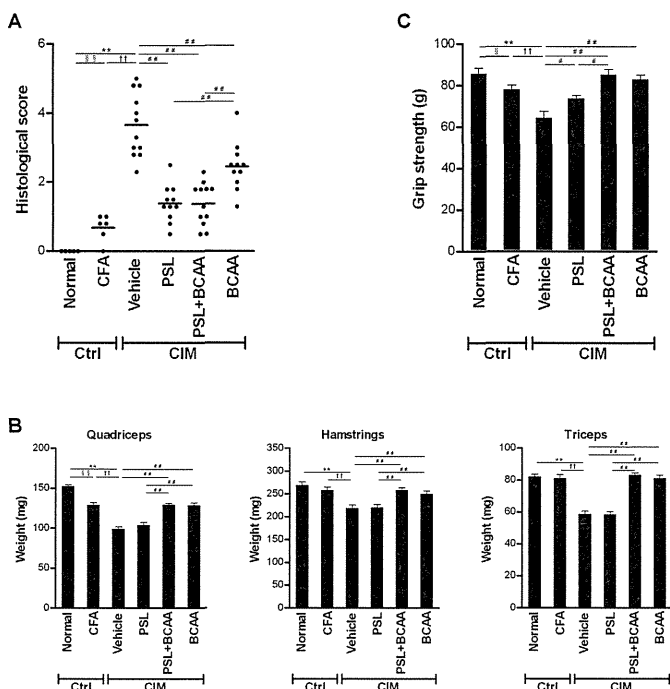 A
Histological score
6
4
2
0
** ##
§ § †† ## ##
##
##
Normal
CFA
Vehicle
PSL
PSL+BCAA
BCAA
Ctrl CIM
C
Grip strength (g)
100
80
60
40
20
0
** ##
##
§ †† # #
Normal
CFA
Vehicle
PSL
PSL+BCAA
BCAA
Ctrl CIM
B
Quadriceps
Weight (mg)
200
150
100
50
0
** ##
§ § †† ##
##
##
Normal
CFA
Vehicle
PSL
PSL+BCAA
BCAA
Ctrl CIM
Hamstrings
Weight (mg)
350
300
250
200
150
100
50
0
##
##
** ##
†† ##
Normal
CFA
Vehicle
PSL
PSL+BCAA
BCAA
Ctrl CIM
Triceps
Weight (mg)
100
80
60
40
20
0
##
##
** ##
†† ##
Normal
CFA
Vehicle
PSL
PSL+BCAA
BCAA
Ctrl CIM